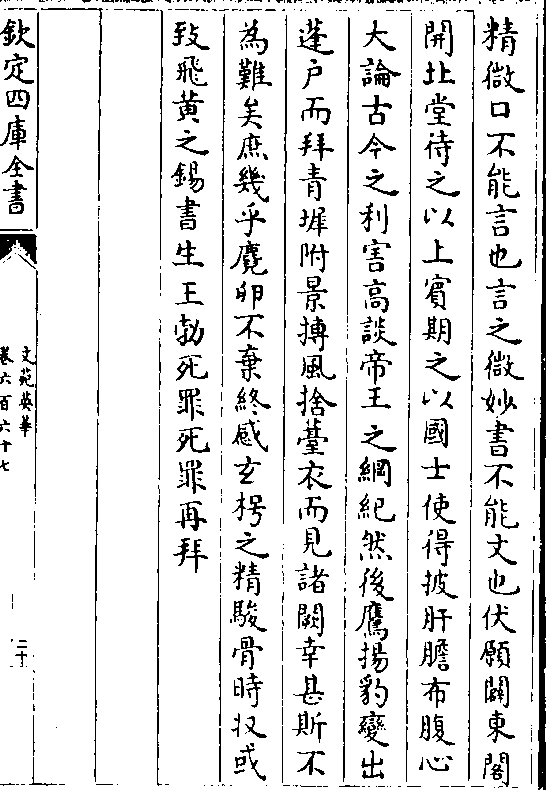 精微口不能言也言之微妙書不能文也伏願闢東閣
開北堂待之以上賓期之以國士使得披肝膽布腹心
大論古今之利害高談帝王之綱紀然後鷹揚豹變出
蓬户而拜青墀附景摶風捨薹衣而見諸闕幸甚斯不
為難矣庶幾乎麑卵不棄終感玄枵之精駿骨時收或
致飛黄之錫書生王勃死罪死罪再拜
欽定四庫全書
文苑英華
卷六百六十七
二十